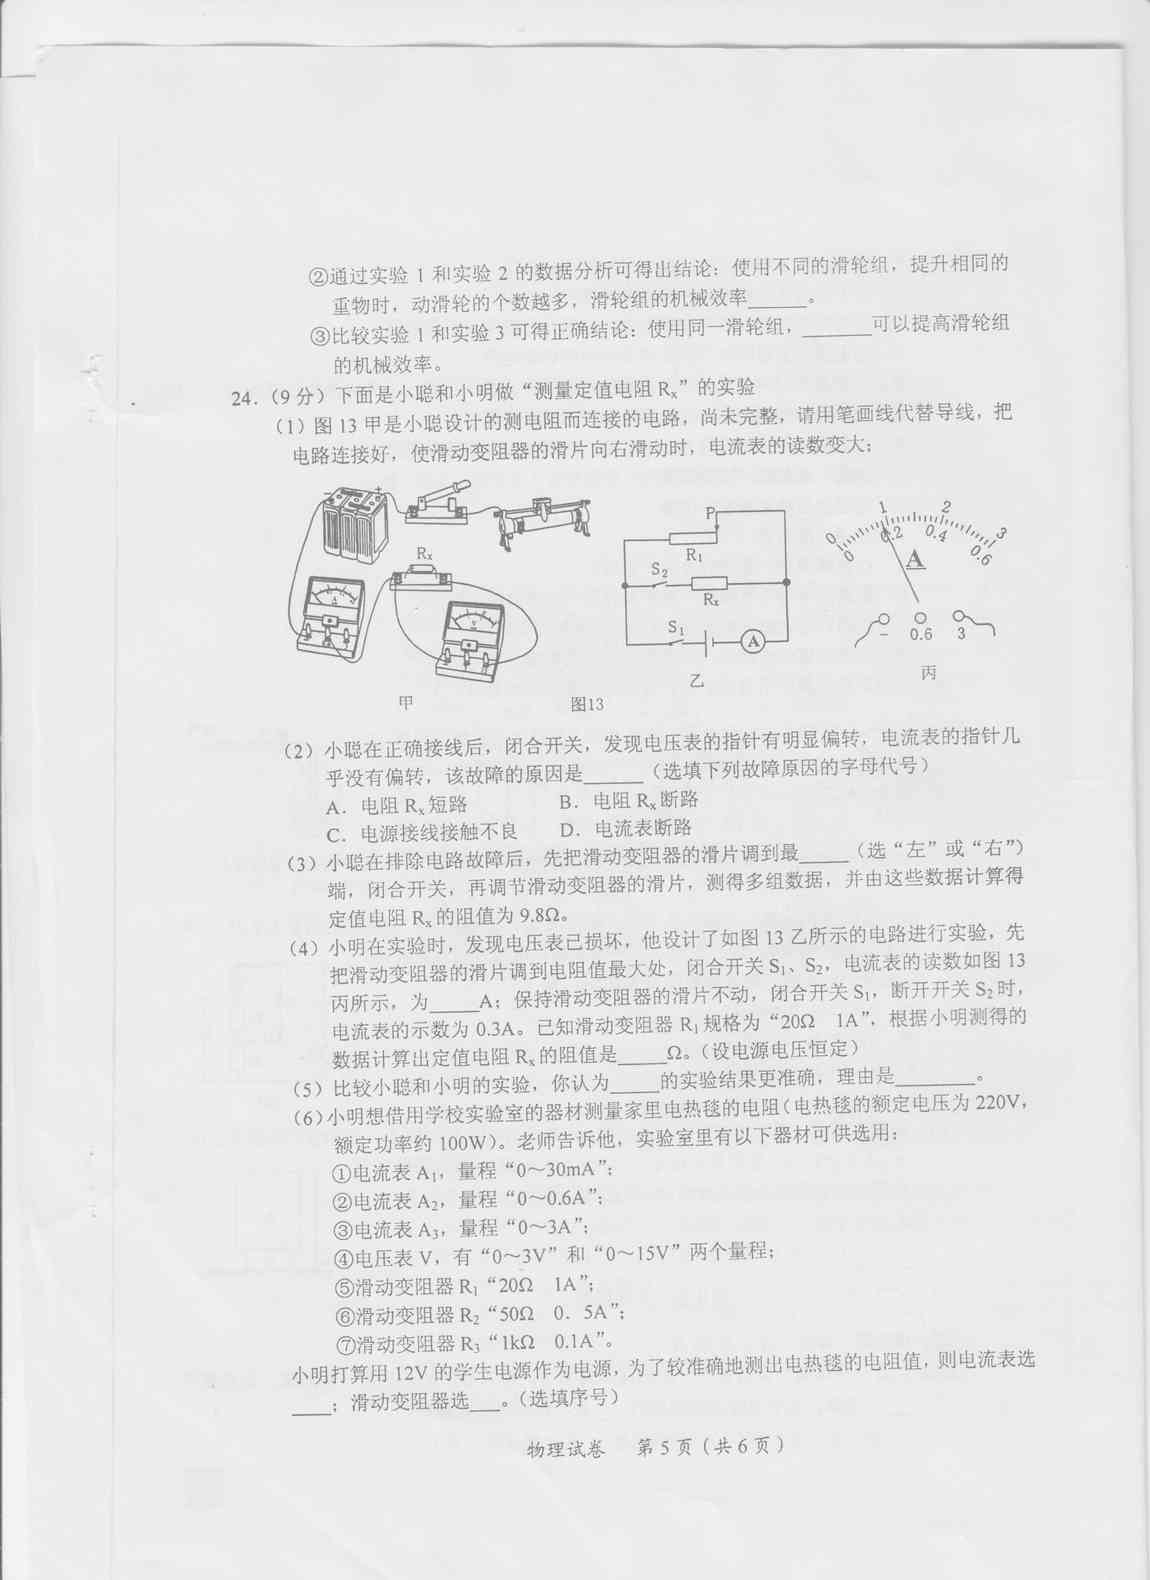 ②通过实验 1 和实验 2 的数据分析可得出结论：使用不同的滑轮组，提升相同的
重物时，动滑轮的个数越多，滑轮组的机械效率______。
③比较实验 1 和实验 3 可得正确结论：使用同一滑轮组，_______可以提高滑轮组
的机械效率。
24.（9 分）下面是小聪和小明做“测量定值电阻 Rx”的实验
（1）图 13 甲是小聪设计的测电阻而连接的电路，尚未完整，请用笔画线代替导线，把
电路连接好，使滑动变阻器的滑片向右滑动时，电流表的读数变大；
－ +
Rx
A
V
甲
P
R1
S2
Rx
S1
A
乙
图13
0 1 2 3
0 0.2 0.4 0.6
A
－ 0.6 3
丙
（2）小聪在正确接线后，闭合开关，发现电压表的指针有明显偏转，电流表的指针几
乎没有偏转，该故障的原因是______（选填下列故障原因的字母代号）
A．电阻 Rx 短路 B．电阻 Rx 断路
C．电源接线接触不良 D．电流表断路
（3）小聪在排除电路故障后，先把滑动变阻器的滑片调到最_____（选“左”或“右”）
端，闭合开关，再调节滑动变阻器的滑片，测得多组数据，并由这些数据计算得
定值电阻 Rx 的阻值为 9.8Ω。
（4）小明在实验时，发现电压表已损坏，他设计了如图 13 乙所示的电路进行实验，先
把滑动变阻器的滑片调到电阻值最大处，闭合开关 S1、S2，电流表的读数如图 13
丙所示，为_____A；保持滑动变阻器的滑片不动，闭合开关 S1，断开开关 S2 时，
电流表的示数为 0.3A。己知滑动变阻器 R1 规格为“20Ω 1A”，根据小明测得的
数据计算出定值电阻 Rx 的阻值是_____Ω。（设电源电压恒定）
（5）比较小聪和小明的实验，你认为_____的实验结果更准确，理由是________。
（6）小明想借用学校实验室的器材测量家里电热毯的电阻（电热毯的额定电压为 220V，
额定功率约 100W）。老师告诉他，实验室里有以下器材可供选用：
①电流表 A1，量程“0～30mA”；
②电流表 A2，量程“0～0.6A”；
③电流表 A3，量程“0～3A”；
④电压表 V，有“0～3V”和“0～15V”两个量程；
⑤滑动变阻器 R1“20Ω 1A”；
⑥滑动变阻器 R2“50Ω 0．5A”；
⑦滑动变阻器 R3“1kΩ 0.1A”。
小明打算用 12V 的学生电源作为电源，为了较准确地测出电热毯的电阻值，则电流表选
____；滑动变阻器选___。（选填序号）
物理试卷 第 5 页（共 6 页）